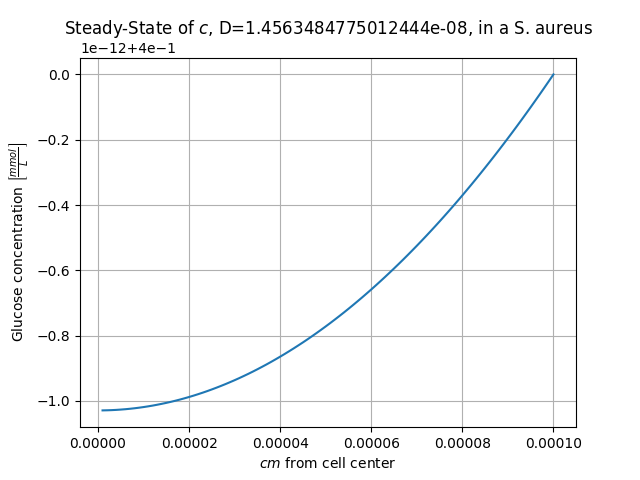 Steady-State of c, D=1.4563484775012444e-08, in a S. aureus
1e−12+4e−1
0.0
−0.2
−0.4
−0.6
−0.8
−1.0
Glucose concentration [mmol/L]
0.00000 0.00002 0.00004 0.00006 0.00008 0.00010
cm from cell center